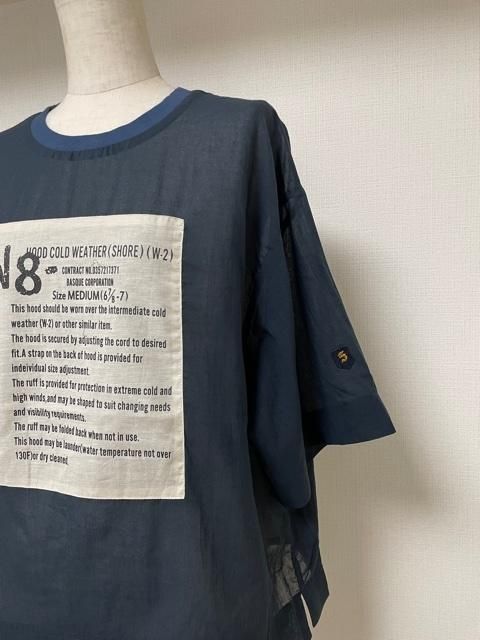 N8
HOOD COLD WEATHER (SHORE) (W-2)
CONTRACT NO.0357217371
BASQUE CORPORATION
Size MEDIUM(6⅞-7)
This hood should be worn over the intermediate cold
weather (W-2) or other similar item.
The hood is secured by adjusting the cord to desired
fit.A strap on the back of hood is provided for
indeividual size adjustment.
The ruff is provided for protection in extreme cold and
high winds,and may be shaped to suit changing needs
and visibility requirements.
The ruff may be folded back when not in use.
This hood may be launder(water temperature not over
130F)or dry cleaned.
S